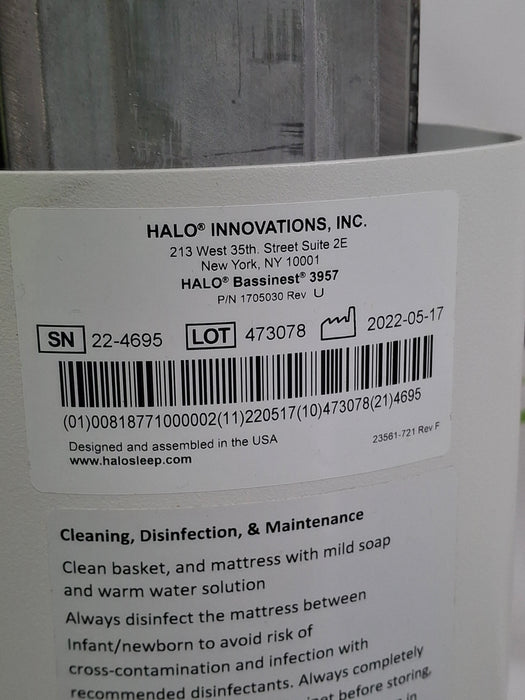 HALO® INNOVATIONS, INC.
213 West 35th. Street Suite 2E
New York, NY 10001
HALO® Bassinest® 3957
P/N 1705030 Rev U
SN 22-4695 LOT 473078 2022-05-17
(01)00818771000002(11)220517(10)473078(21)4695
Designed and assembled in the USA
www.halosleep.com
23561-721 Rev F
Cleaning, Disinfection, & Maintenance
Clean basket, and mattress with mild soap
and warm water solution
Always disinfect the mattress between
Infant/newborn to avoid risk of
cross-contamination and infection with
recommended disinfectants. Always completely
before storing,
in